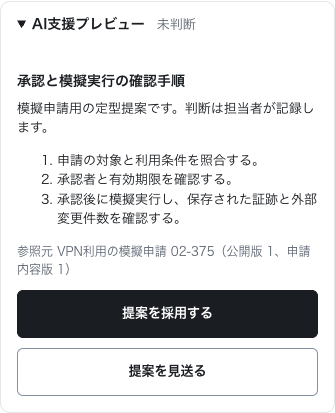 ▼ AI支援プレビュー 未判断
承認と模擬実行の確認手順
模擬申請用の定型提案です。判断は担当者が記録し
ます。
1. 申請の対象と利用条件を照合する。
2. 承認者と有効期限を確認する。
3. 承認後に模擬実行し、保存された証跡と外部
変更件数を確認する。
参照元 VPN利用の模擬申請 02-375（公開版 1、申請
内容版 1）
提案を採用する
提案を見送る